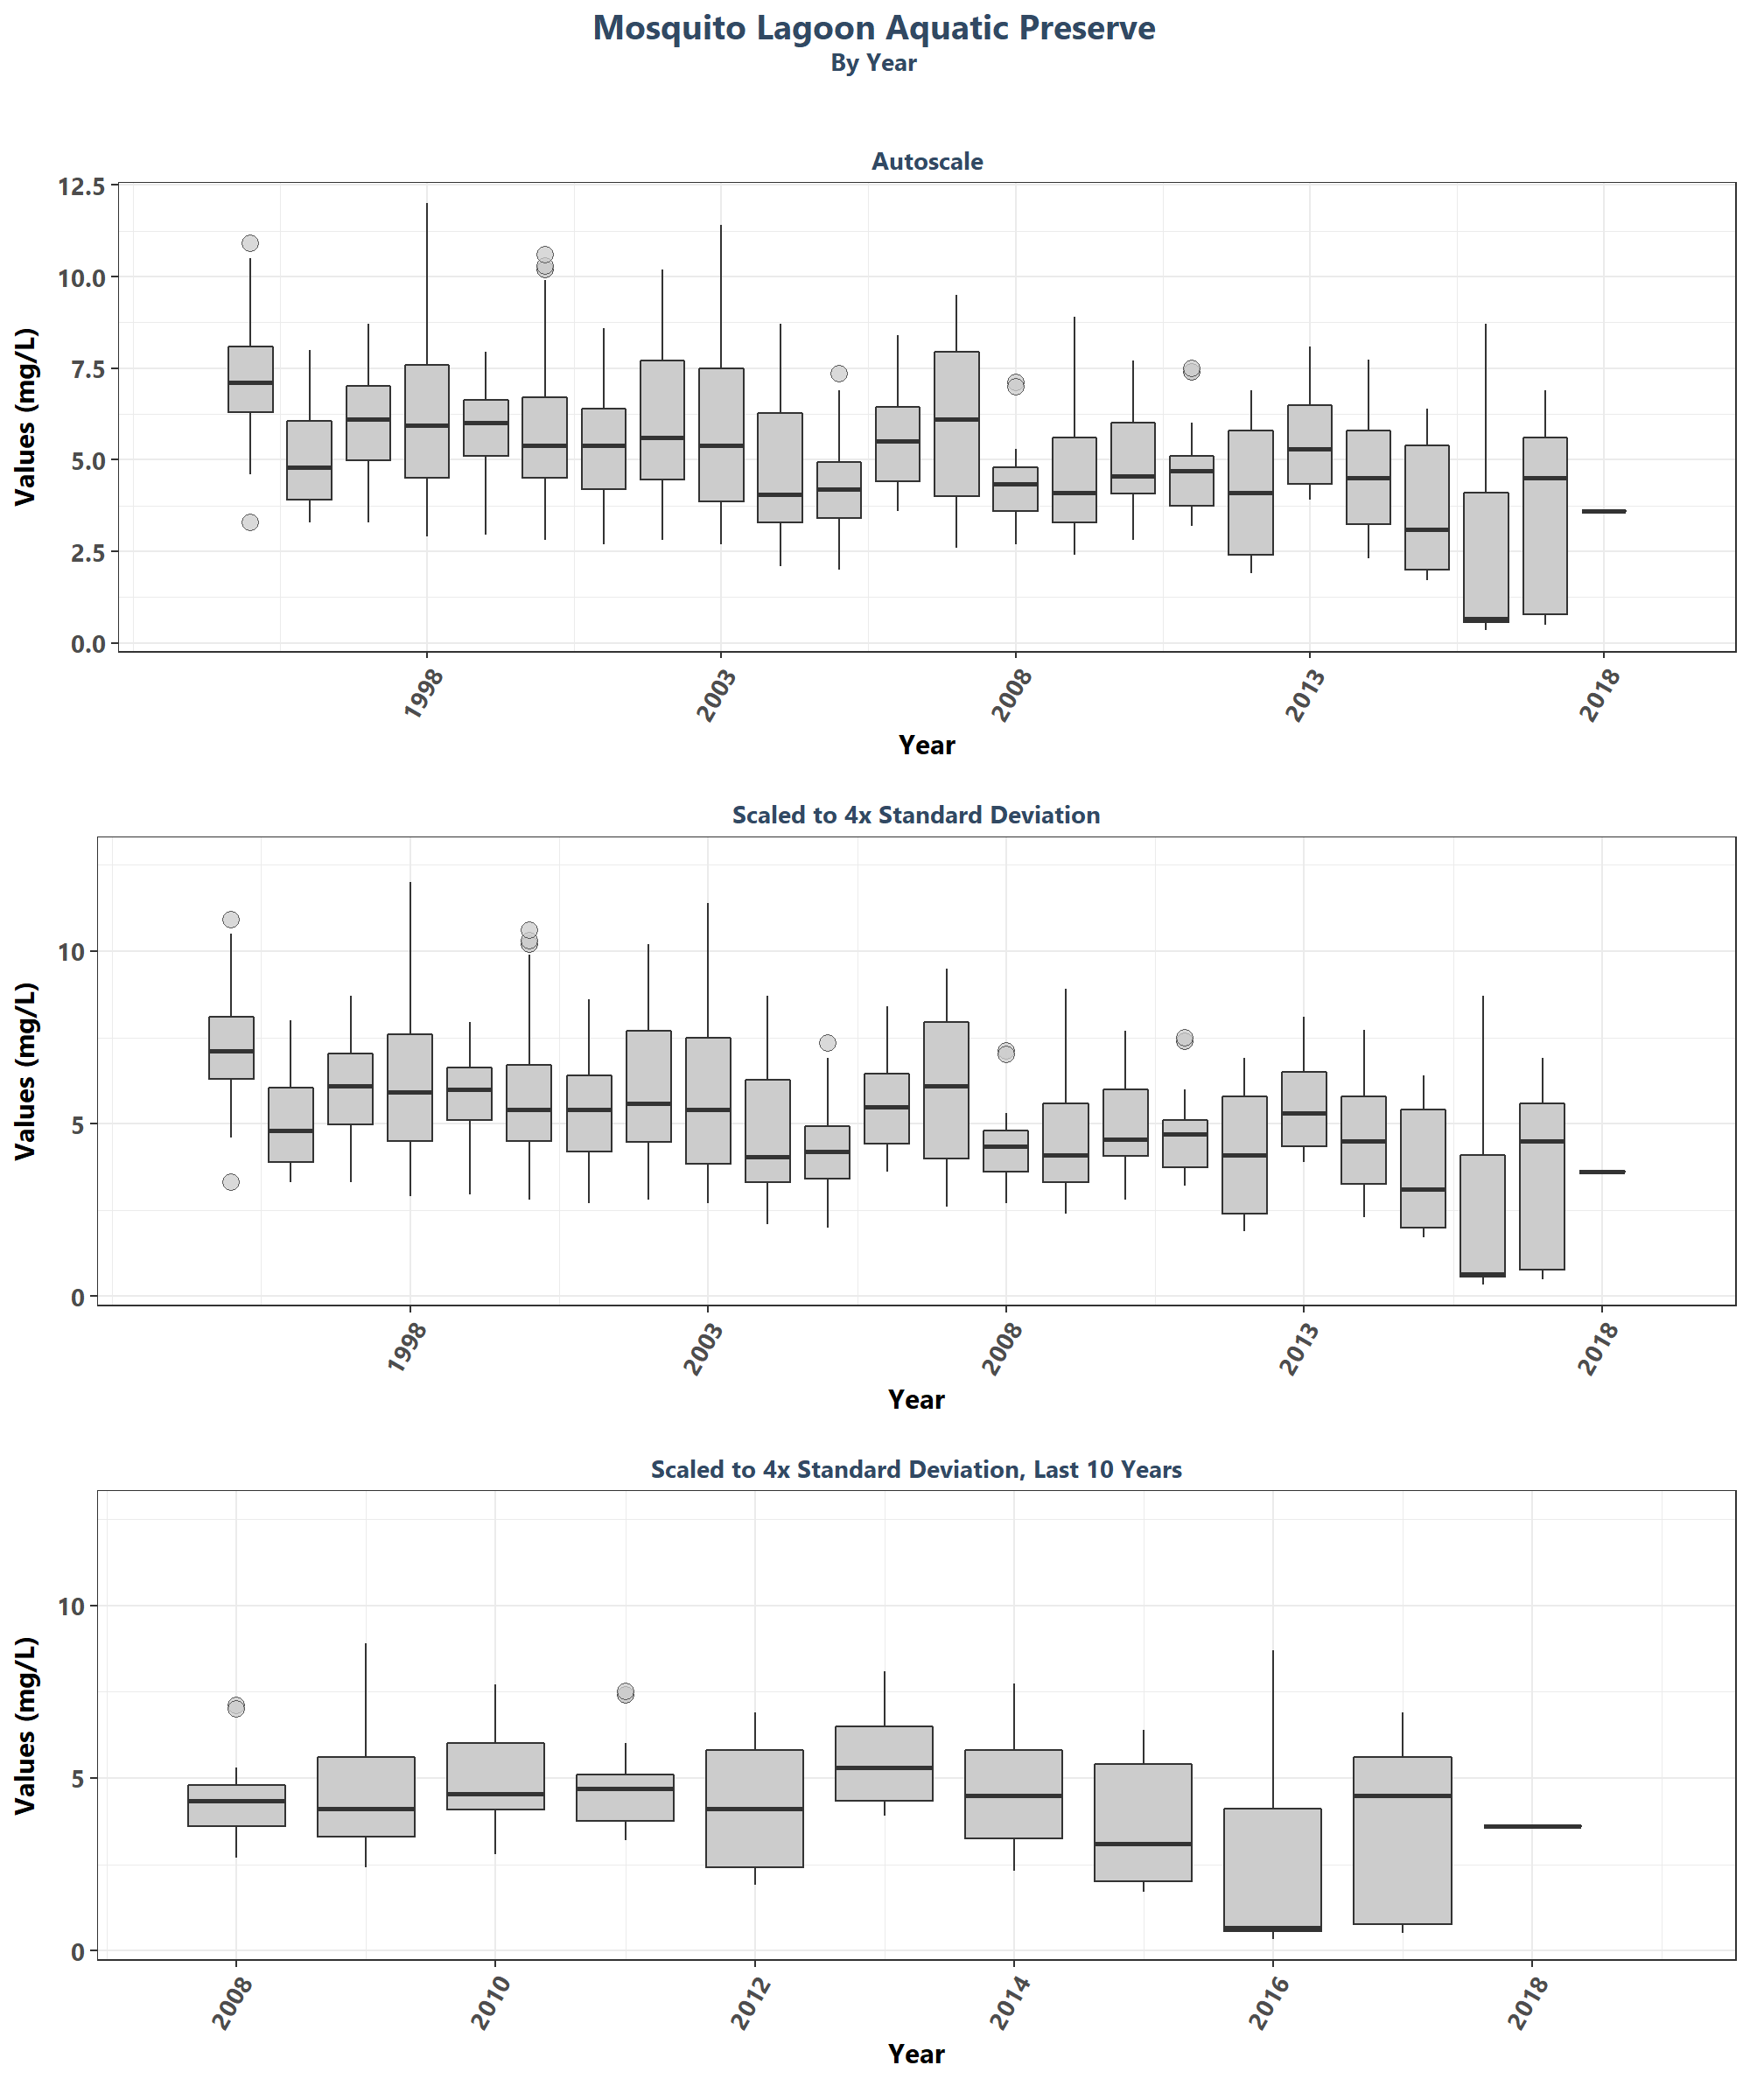 Mosquito Lagoon Aquatic Preserve
By Year
Autoscale
Values (mg/L)
12.5
10.0
7.5
5.0
2.5
0.0
1998 2003 2008 2013 2018
Year
Scaled to 4x Standard Deviation
Values (mg/L)
10
5
0
1998 2003 2008 2013 2018
Year
Scaled to 4x Standard Deviation, Last 10 Years
Values (mg/L)
10
5
0
2008 2010 2012 2014 2016 2018
Year